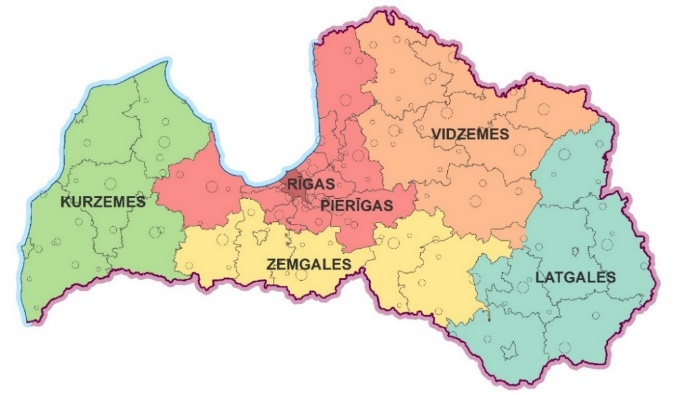 VIDZEMES
RĪGAS
PIERĪGAS
KURZEMES
ZEMGALES
LATGALES